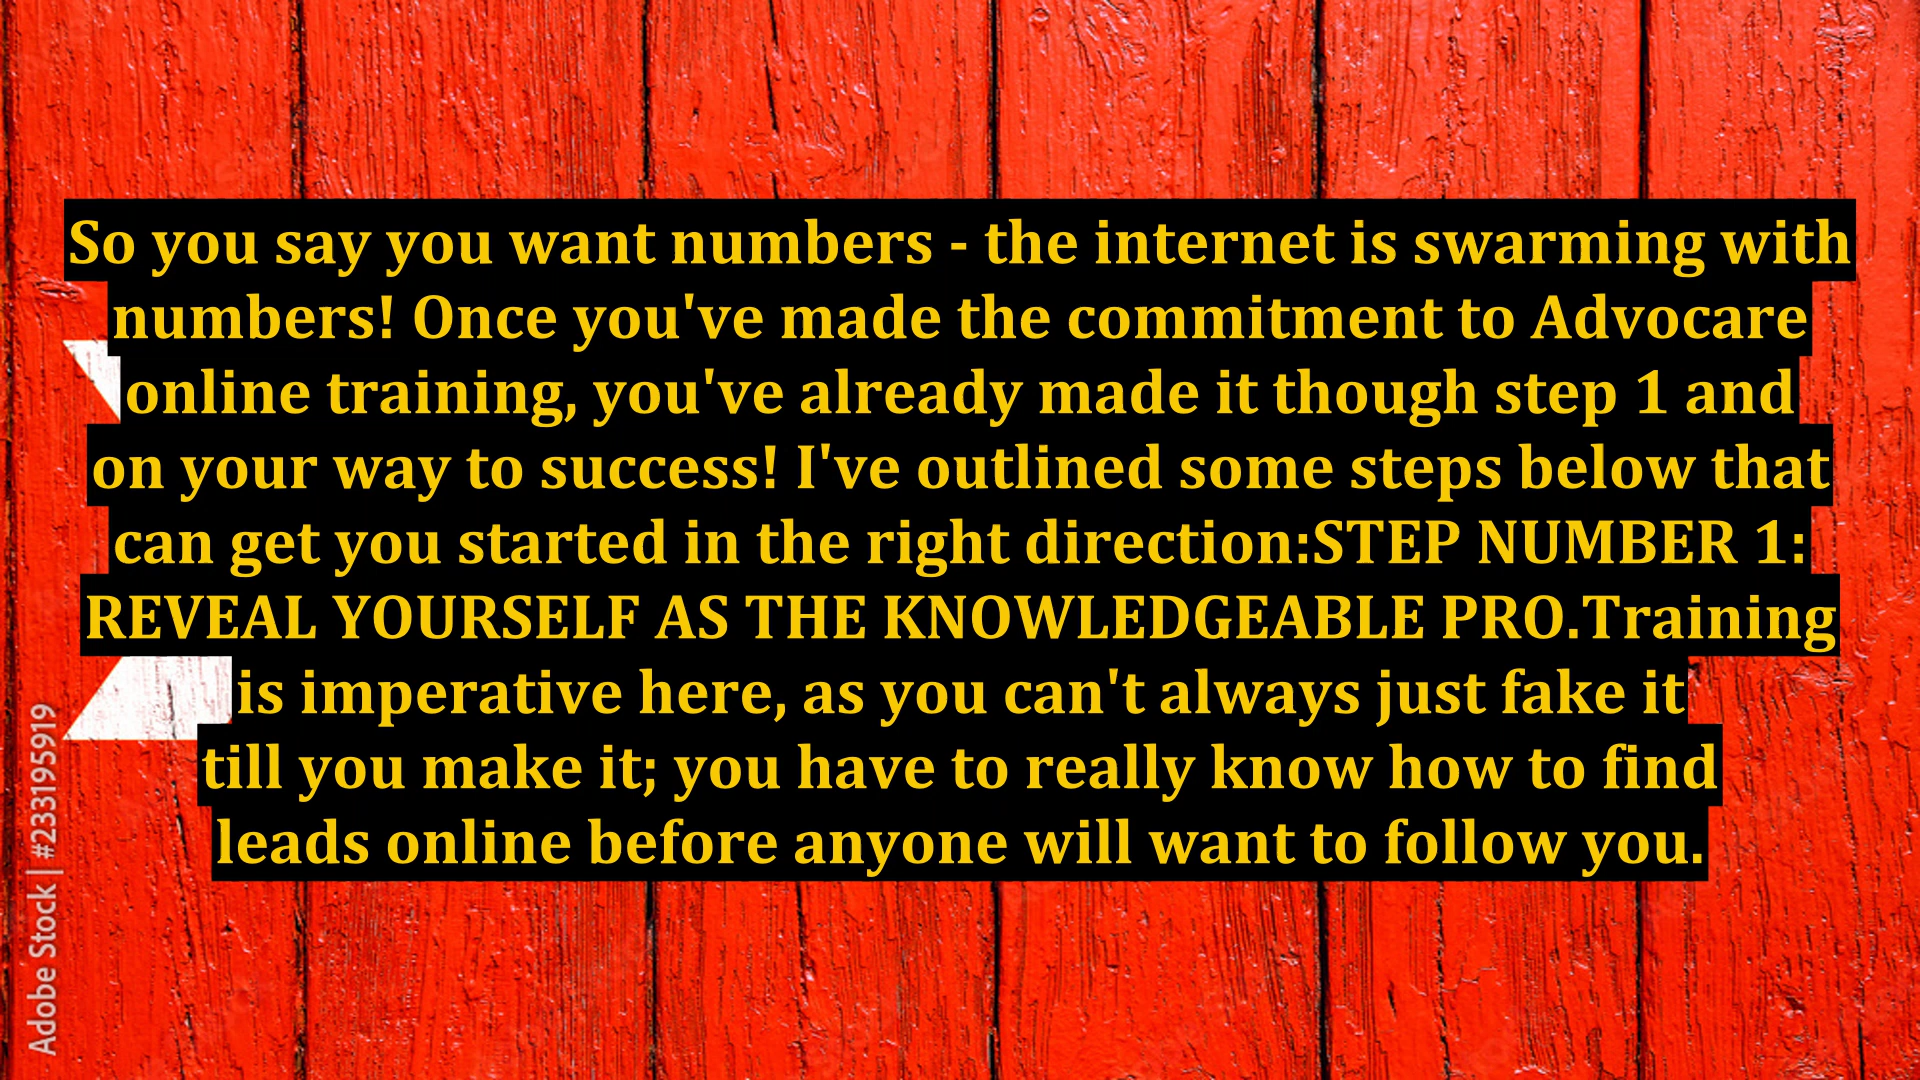 So you say you want numbers - the internet is swarming with
numbers! Once you've made the commitment to Advocare
online training, you've already made it though step 1 and
on your way to success! I've outlined some steps below that
can get you started in the right direction:STEP NUMBER 1:
REVEAL YOURSELF AS THE KNOWLEDGEABLE PRO.Training
is imperative here, as you can't always just fake it
till you make it; you have to really know how to find
leads online before anyone will want to follow you.
Adobe Stock | #233195919